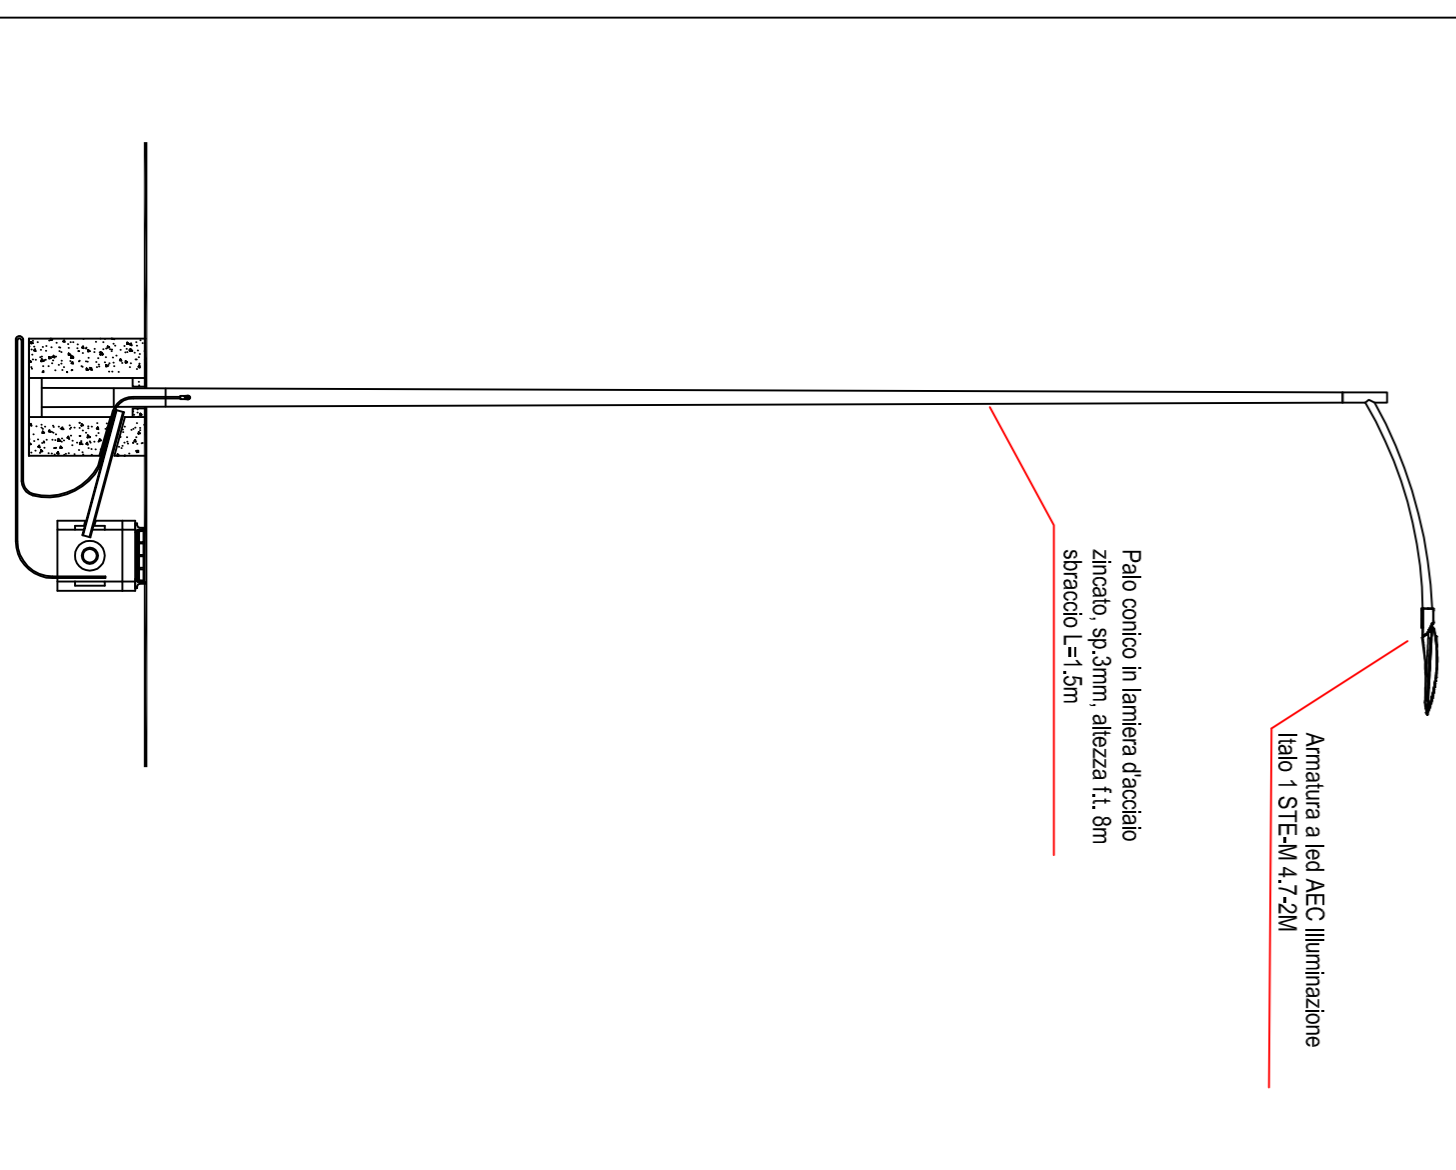 Palo conico in lamiera d'acciaio
zincato, sp.3mm, altezza f.t. 8m
sbraccio L=1.5m
Armatura a led AEC Illuminazione
Italo 1 STE-M 4.7-2M